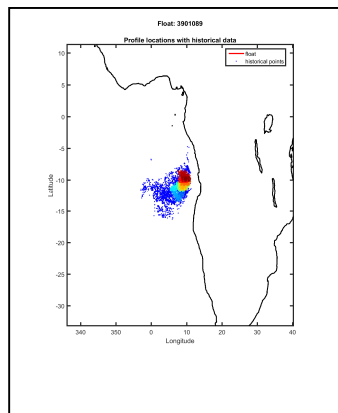 Float: 3901089
Profile locations with historical data
float
historical points
10
5
0
-5
-10
-15
-20
-25
-30
Latitude
340
350
0
10
20
30
40
Longitude